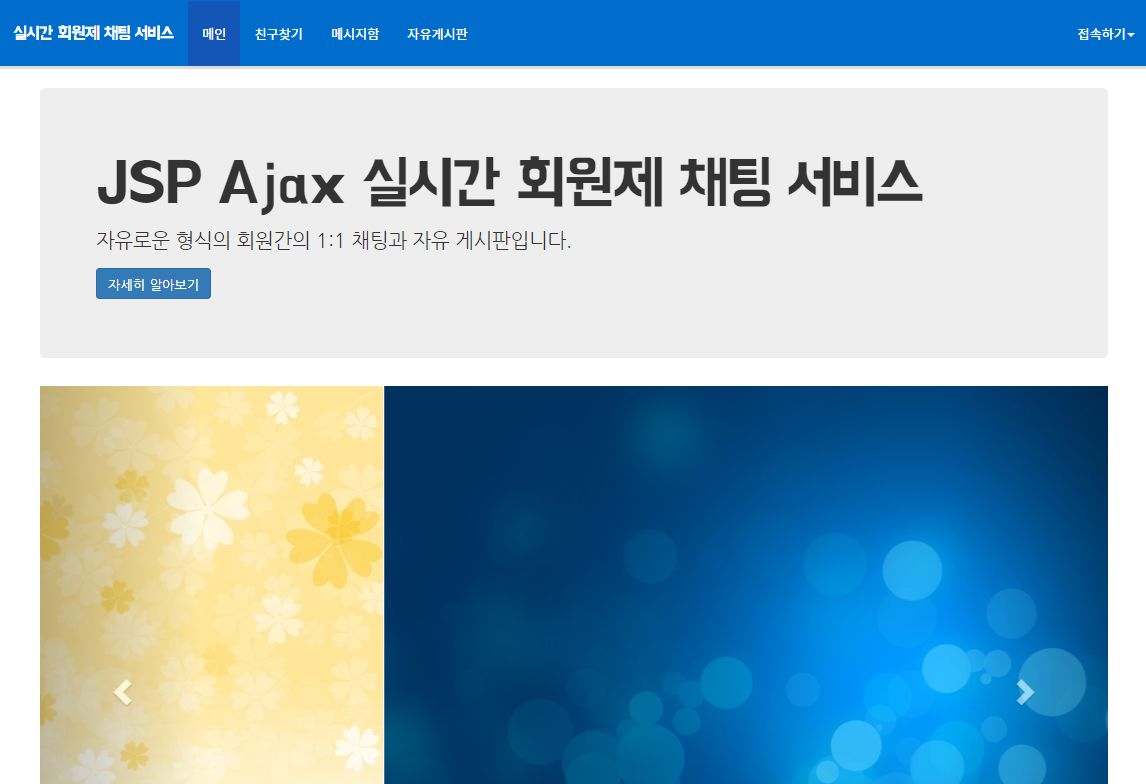 실시간 회원제 채팅 서비스 메인 친구찾기 메시지함 자유게시판 접속하기
JSP Ajax 실시간 회원제 채팅 서비스
자유로운 형식의 회원간의 1:1 채팅과 자유 게시판입니다.
자세히 알아보기